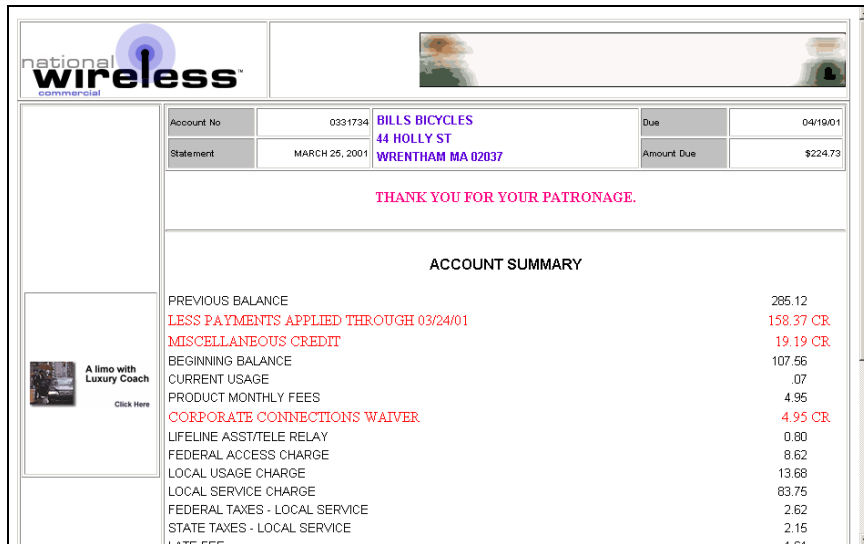 national
wireless™
commercial
Account No 0331734 BILLS BICYCLES Due 04/19/01
44 HOLLY ST
Statement MARCH 25, 2001 WRENTHAM MA 02037 Amount Due $224.73
THANK YOU FOR YOUR PATRONAGE.
ACCOUNT SUMMARY
PREVIOUS BALANCE 285.12
LESS PAYMENTS APPLIED THROUGH 03/24/01 158.37 CR
MISCELLANEOUS CREDIT 19.19 CR
BEGINNING BALANCE 107.56
CURRENT USAGE .07
PRODUCT MONTHLY FEES 4.95
CORPORATE CONNECTIONS WAIVER 4.95 CR
LIFELINE ASST/TELE RELAY 0.80
FEDERAL ACCESS CHARGE 8.62
LOCAL USAGE CHARGE 13.68
LOCAL SERVICE CHARGE 83.75
FEDERAL TAXES - LOCAL SERVICE 2.62
STATE TAXES - LOCAL SERVICE 2.15
LATE FEE 1.61
A limo with
Luxury Coach
Click Here